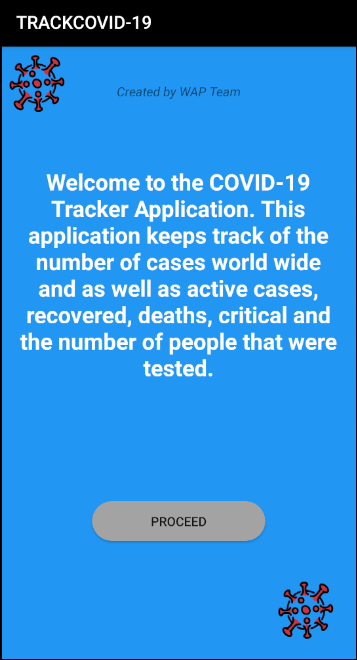 TRACKCOVID-19
Created by WAP Team
Welcome to the COVID-19
Tracker Application. This
application keeps track of the
number of cases world wide
and as well as active cases,
recovered, deaths, critical and
the number of people that were
tested.
PROCEED